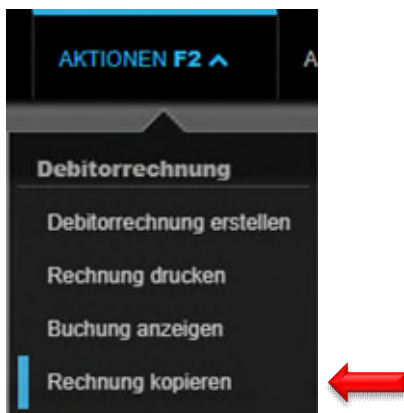 AKTIONEN F2 A
Debitorrechnung
Debitorrechnung erstellen
Rechnung drucken
Buchung anzeigen
Rechnung kopieren